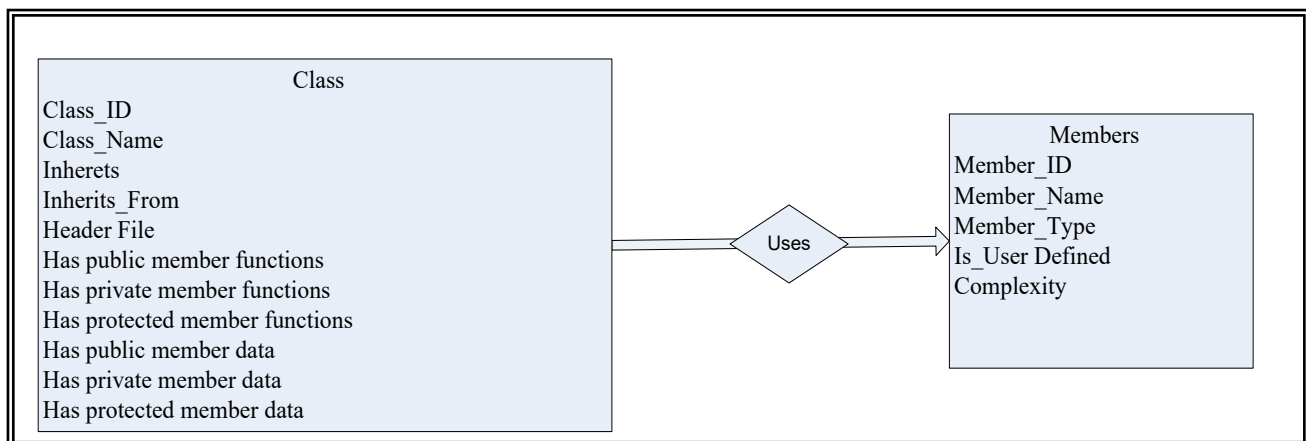 Class
Class_ID
Class_Name
Inherets
Inherits_From
Header File
Has public member functions
Has private member functions
Has protected member functions
Has public member data
Has private member data
Has protected member data
Uses
Members
Member_ID
Member_Name
Member_Type
Is_User Defined
Complexity